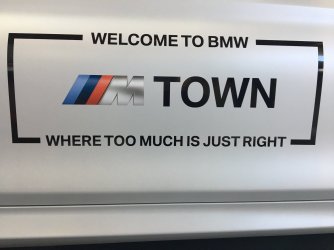 WELCOME TO BMW
M TOWN
WHERE TOO MUCH IS JUST RIGHT